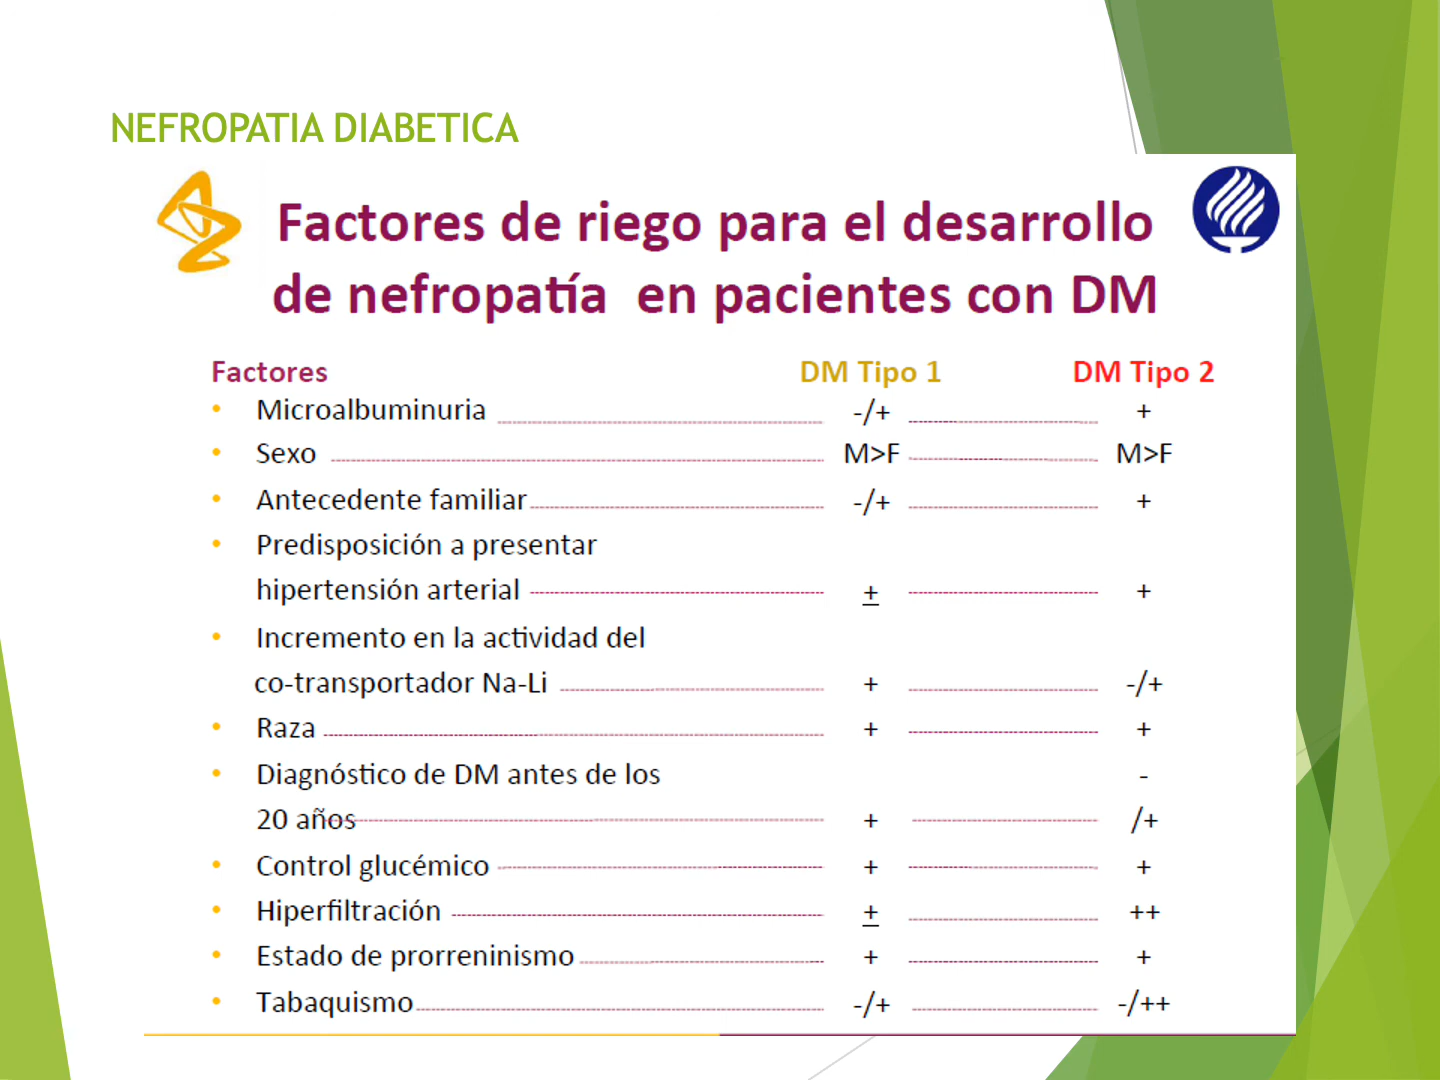 NEFROPATIA DIABETICA
Factores de riego para el desarrollo
de nefropatía en pacientes con DM
Factores DM Tipo 1 DM Tipo 2
• Microalbuminuria -/+ +
• Sexo M>F M>F
• Antecedente familiar -/+ +
• Predisposición a presentar
hipertensión arterial ± +
• Incremento en la actividad del
co-transportador Na-Li + -/+
• Raza + +
• Diagnóstico de DM antes de los -
20 años + /+
• Control glucémico + +
• Hiperfiltración ± ++
• Estado de prorreninismo + +
• Tabaquismo -/+ -/++